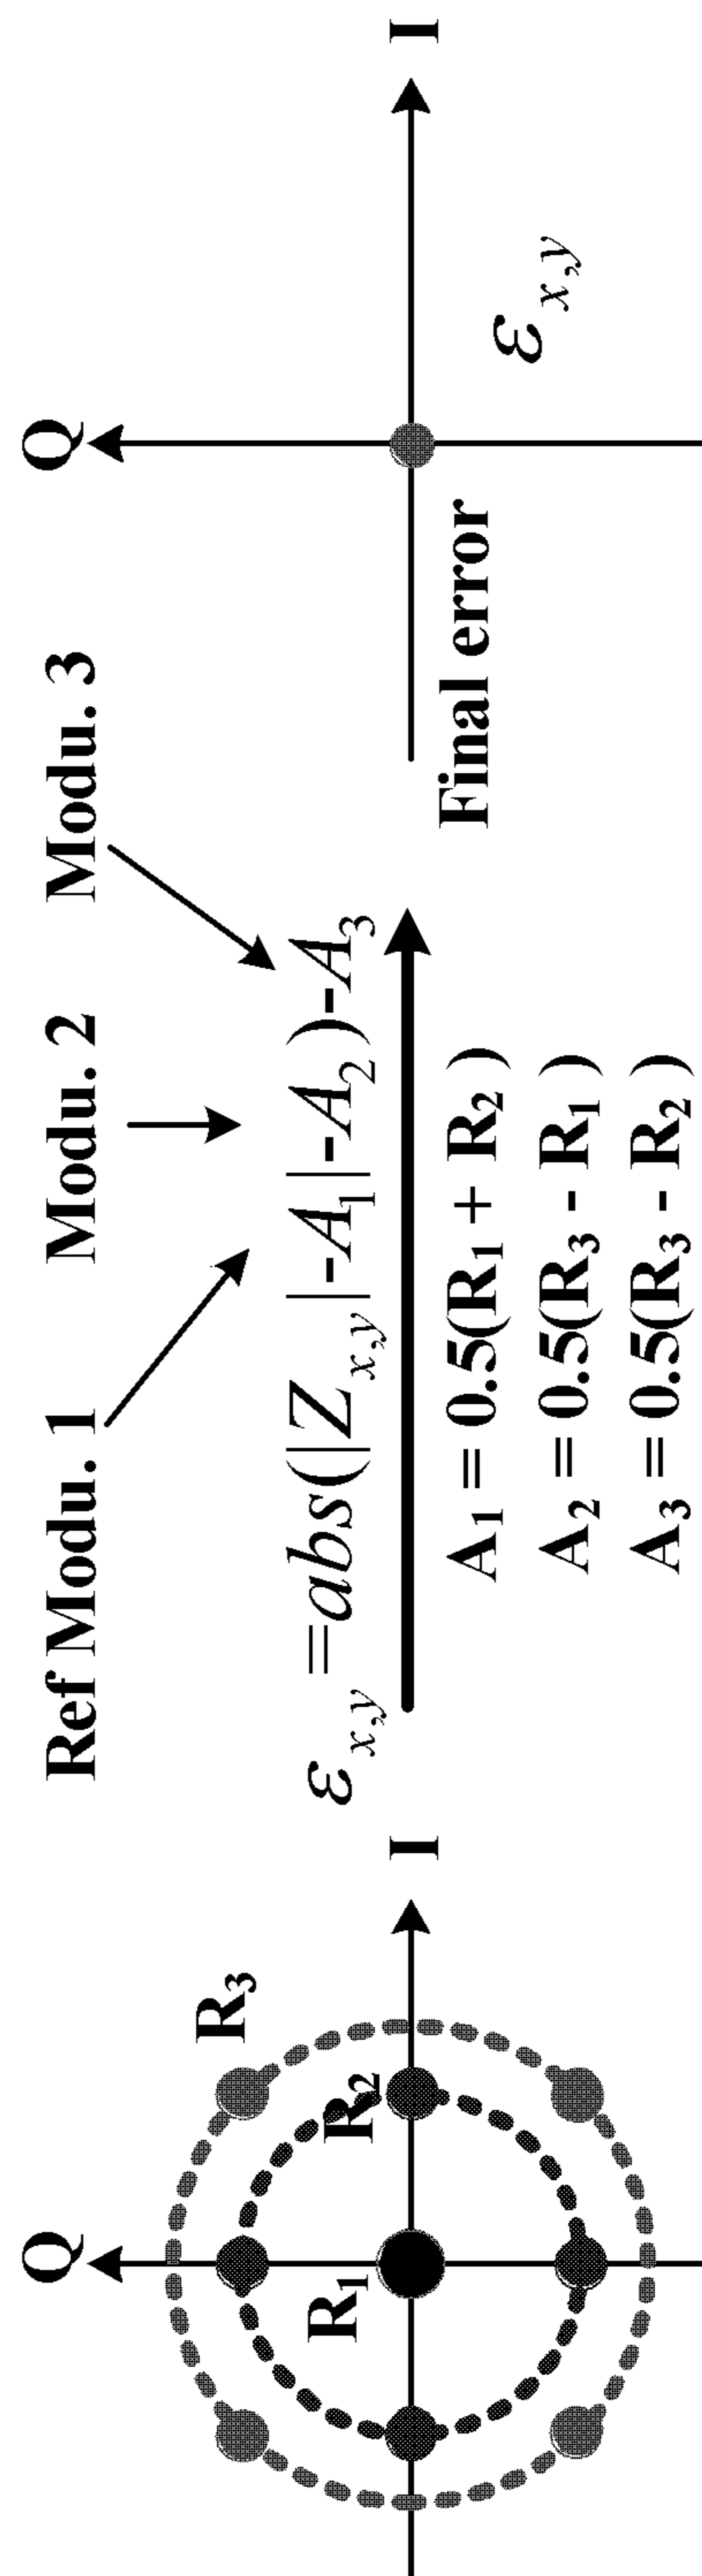 Q
I
R₁
R₂
R₃
Ref Modu. 1
Modu. 2
Modu. 3
εx,y=abs(|Zx,y|-A₁|-A₂)-A₃
A₁ = 0.5(R₁ + R₂ )
A₂ = 0.5(R₃ - R₁ )
A₃ = 0.5(R₃ - R₂ )
Q
I
Final error
εx,y